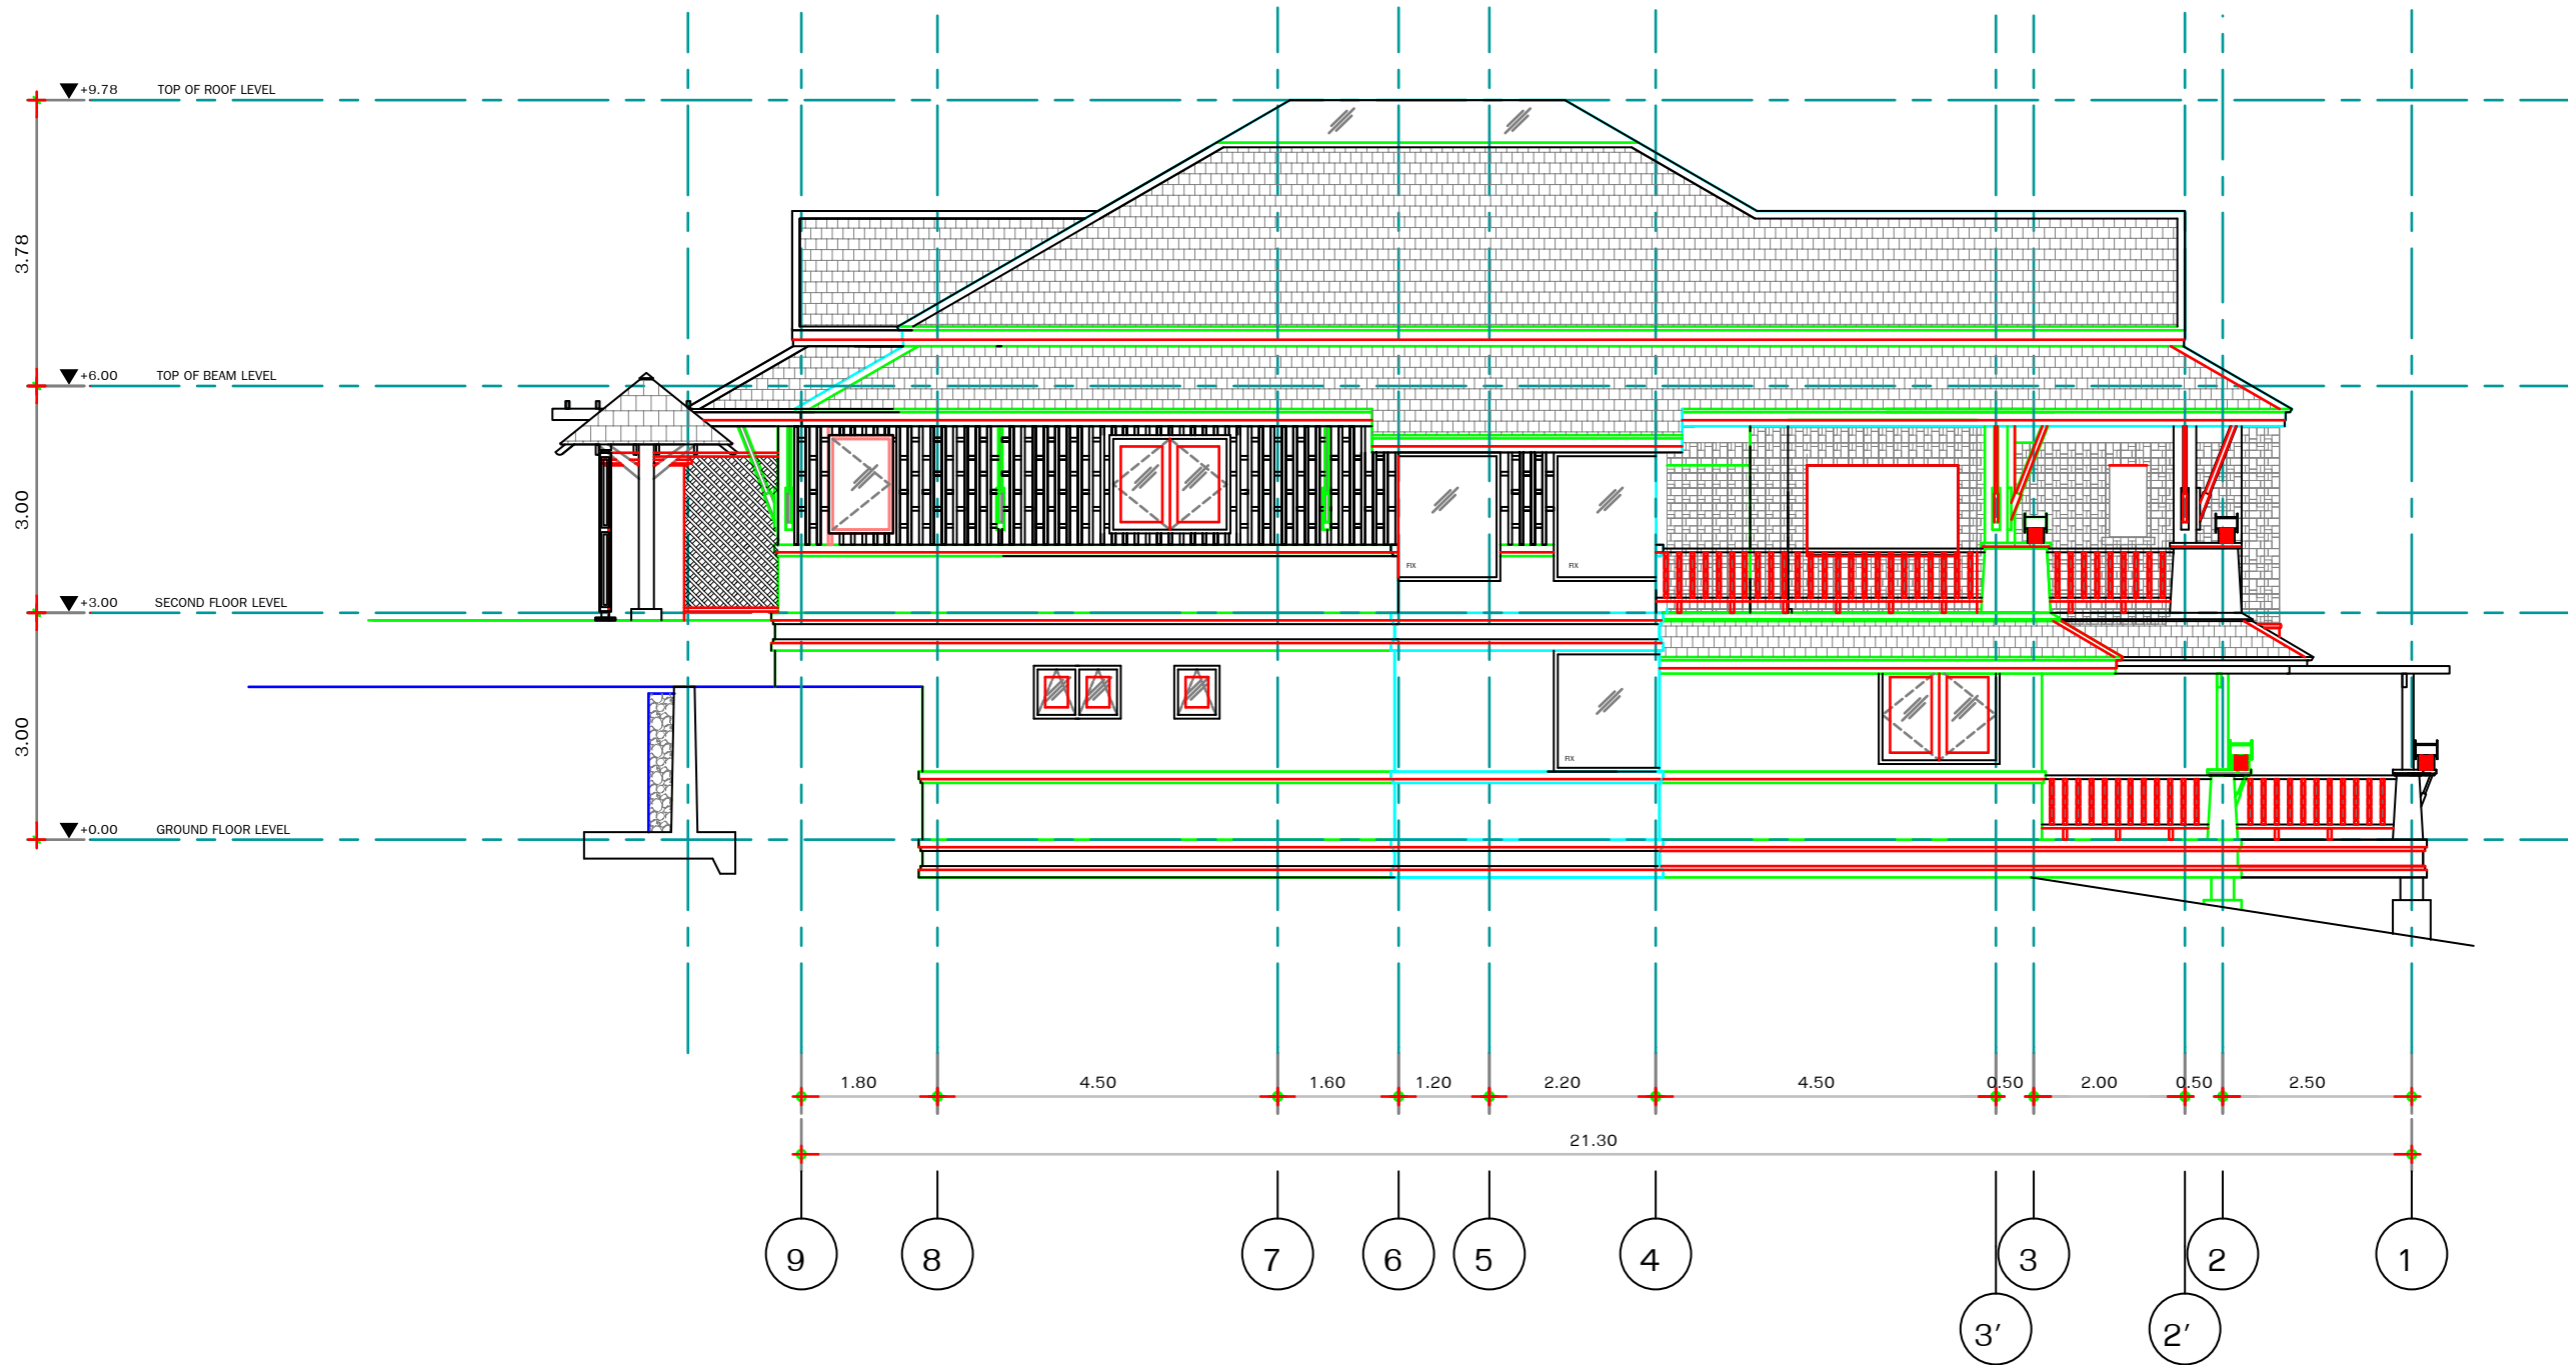 +9.78 TOP OF ROOF LEVEL
3.78
+6.00 TOP OF BEAM LEVEL
3.00
FIX FIX
+3.00 SECOND FLOOR LEVEL
3.00
FIX
+0.00 GROUND FLOOR LEVEL
1.80 4.50 1.60 1.20 2.20 4.50 0.50 2.00 0.50 2.50
21.30
9 8 7 6 5 4 3 2 1
3' 2'